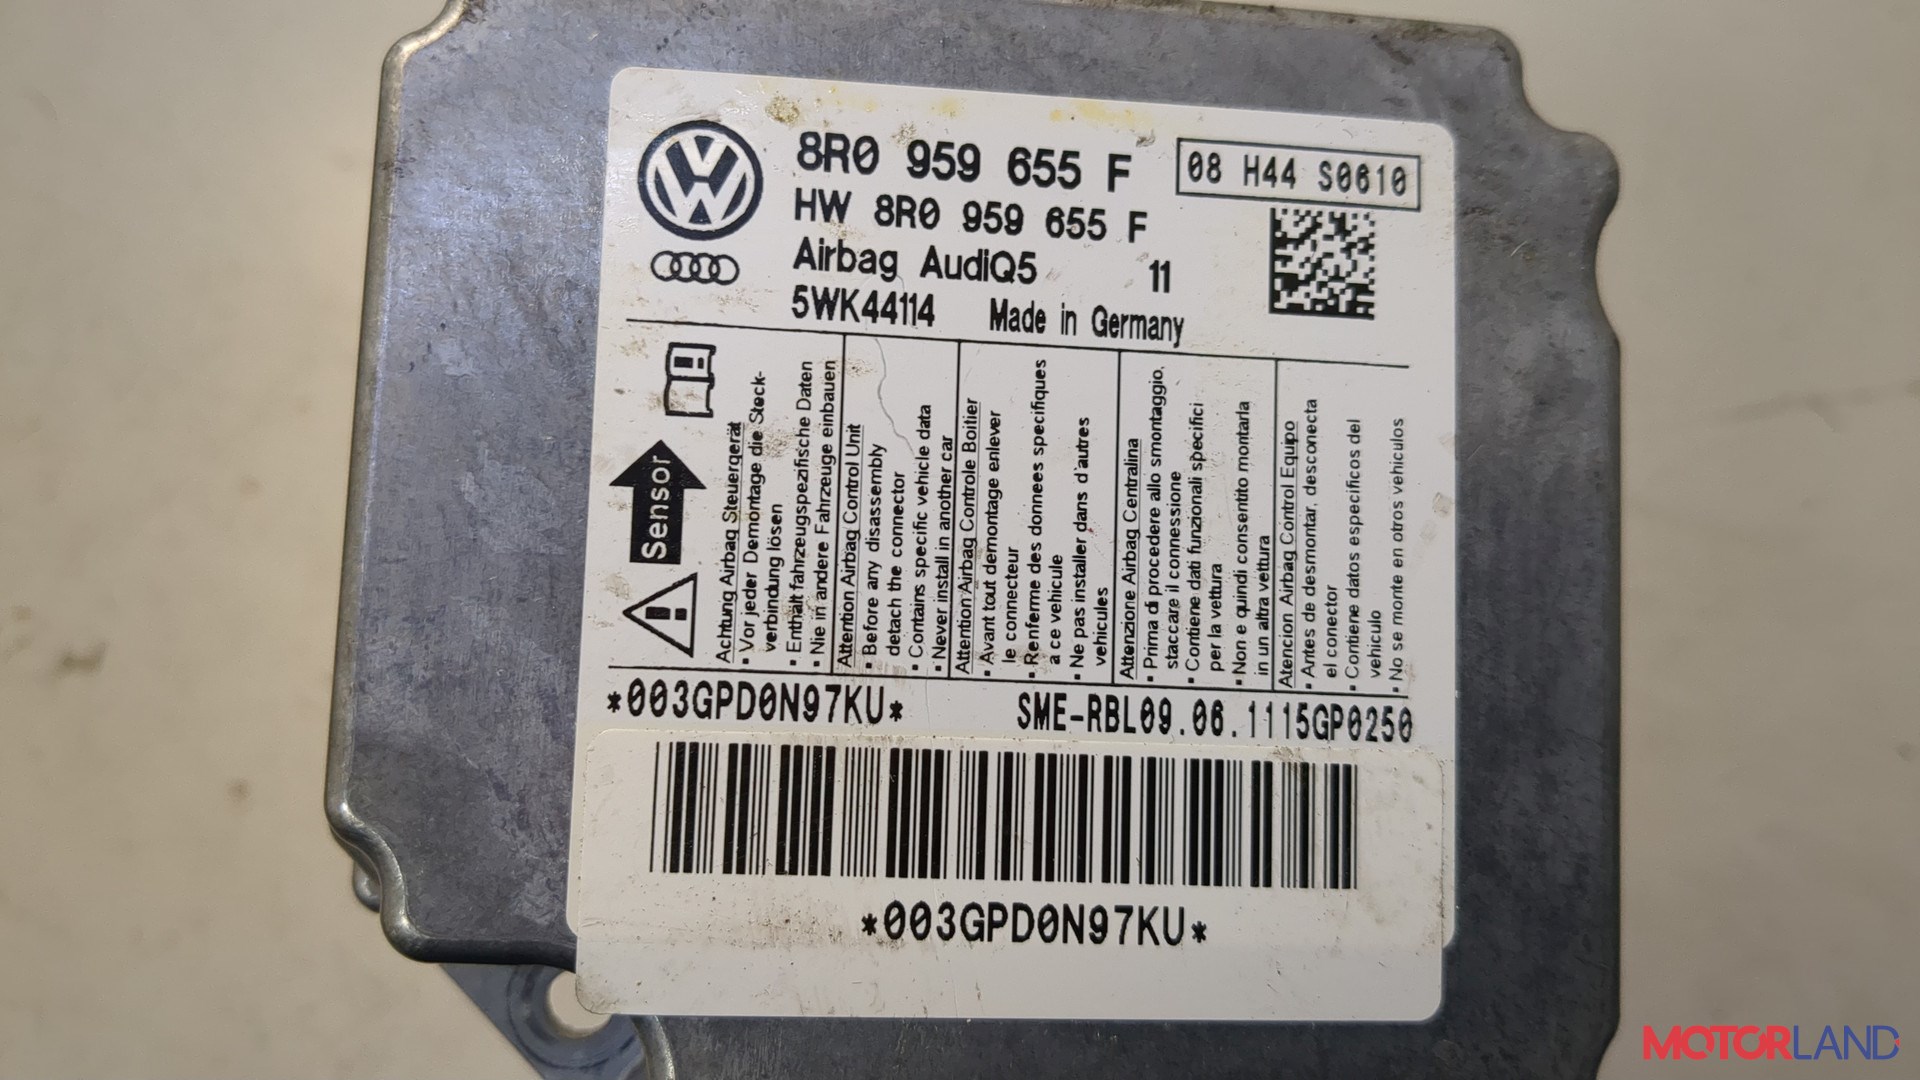 8R0 959 655 F
08 H44 S0610
HW 8R0 959 655 F
Airbag AudiQ5 11
5WK44114 Made in Germany
Sensor
Achtung Airbag Steuergerät
▪ Vor jeder Demontage die Steck-
verbindung lösen
▪ Enthält fahrzeugspezifische Daten
▪ Nie in andere Fahrzeuge einbauen
Attention Airbag Control Unit
▪ Before any disassembly
detach the connector
▪ Contains specific vehicle data
▪ Never install in another car
Attention Airbag Controle Boitier
▪ Avant tout demontage enlever
le connecteur
▪ Renferme des donnees specifiques
a ce vehicule
▪ Ne pas installer dans d'autres
vehicules
Attenzione Airbag Centralina
▪ Prima di procedere allo smontaggio,
staccare il connessione
▪ Contiene dati funzionali specifici
per la vettura
▪ Non e quindi consentito montarla
in un altra vettura
Atencion Airbag Control Equipo
▪ Antes de desmontar, desconecta
el conector
▪ Contiene datos especificos del
vehiculo
▪ No se monte en otros vehiculos
*003GPD0N97KU*
SME-RBL09.06.1115GP0250
*003GPD0N97KU*
MOTORLAND